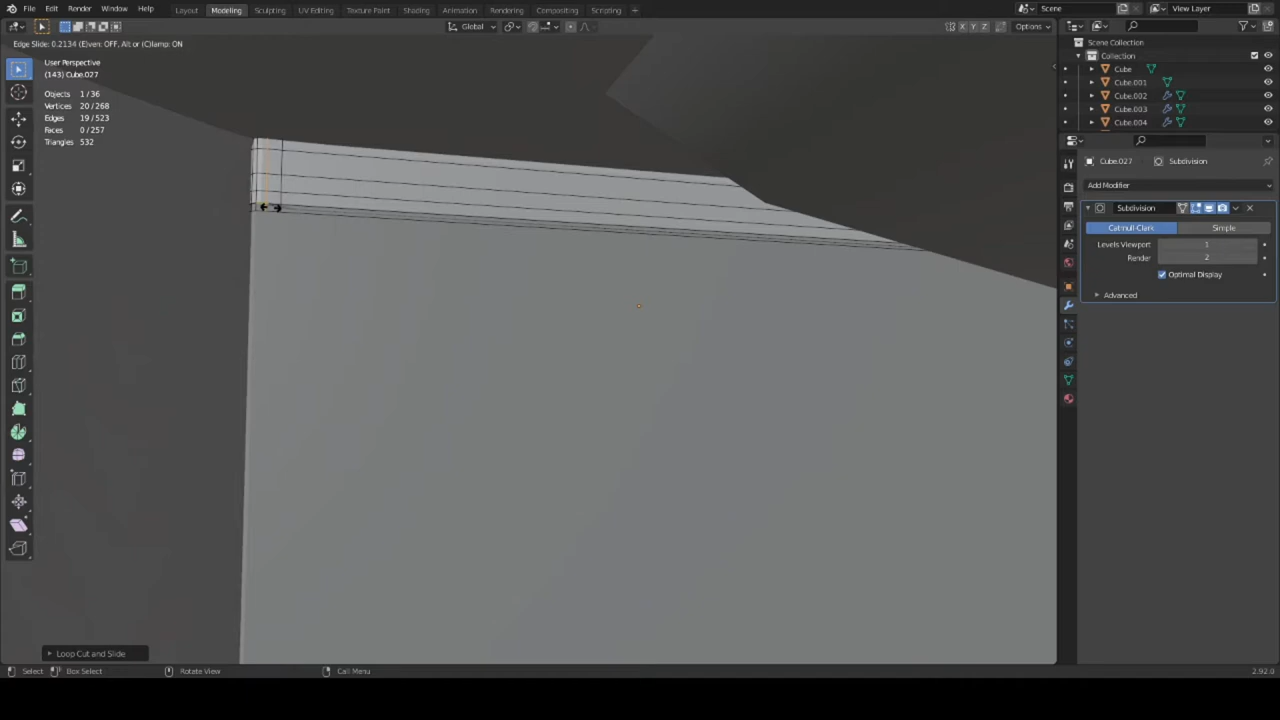 File Edit Render Window Help Layout Modeling Sculpting UV Editing Texture Paint Shading Animation Rendering Compositing Scripting + Scene View Layer
Global X Y Z Options
Edge Slide: 0.2134 (E)ven: OFF, Alt or (C)lamp: ON
User Perspective
(143) Cube.027
Objects 1/36
Vertices 20/268
Edges 19/523
Faces 0/257
Triangles 532
Scene Collection
Collection
Cube
Cube.001
Cube.002
Cube.003
Cube.004
Cube.027 Subdivision
Add Modifier
Subdivision
Catmull-Clark Simple
Levels Viewport 1
Render 2
Optimal Display
Advanced
Loop Cut and Slide
Select Box Select Rotate View Call Menu 2.92.0